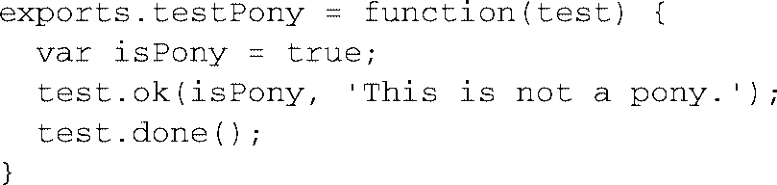 exports.testPony = function(test) {
  var isPony = true;
  test.ok(isPony, 'This is not a pony.');
  test.done();
}